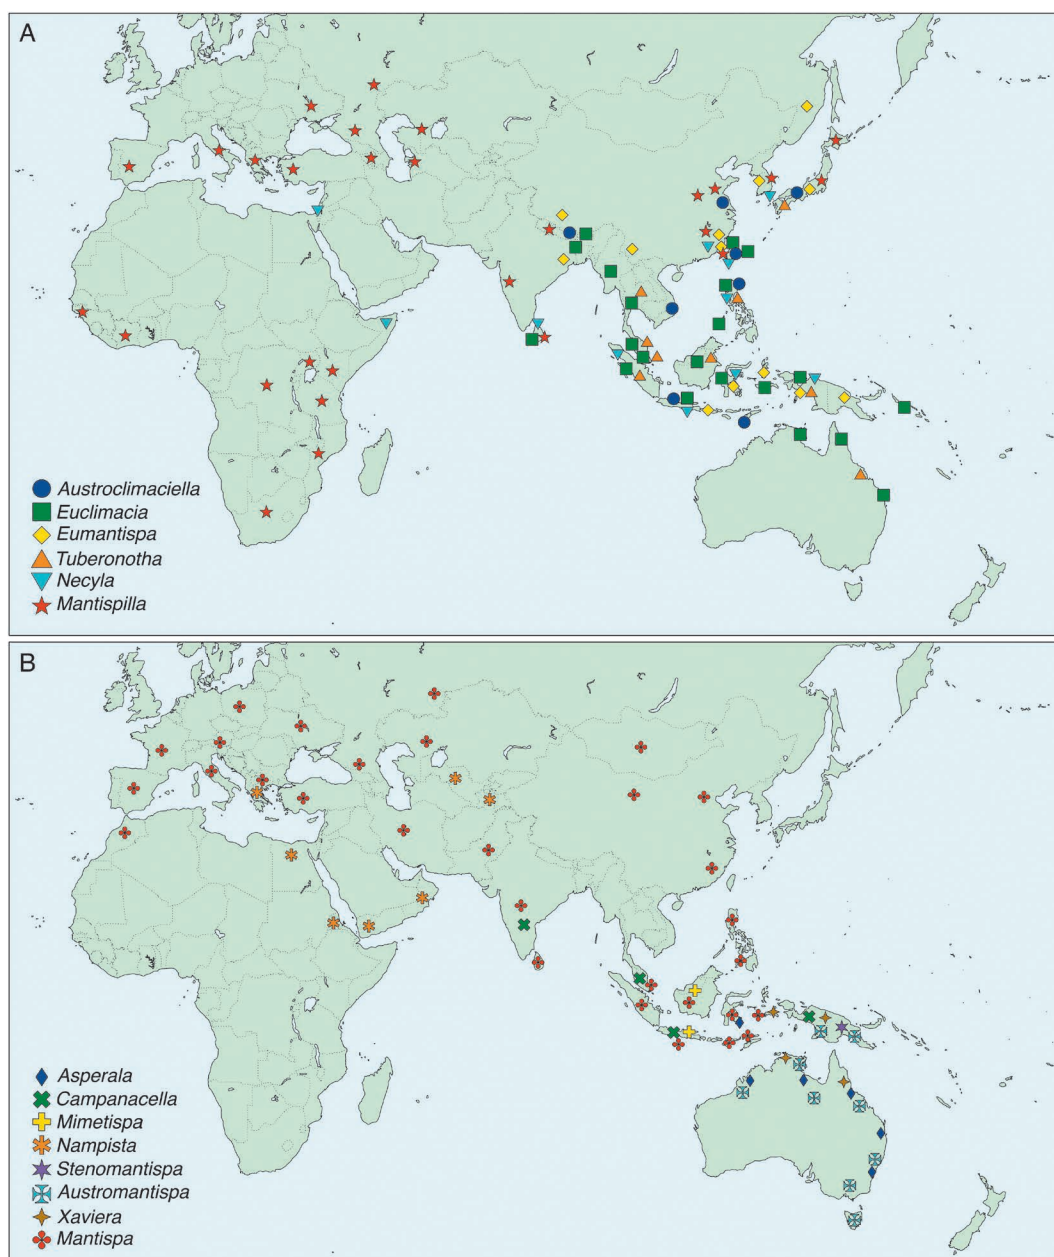 A
Austroclimaciella
Euclimacia
Eumantispa
Tuberonotha
Necyla
Mantispilla
B
Asperala
Campanacella
Mimetispa
Nampista
Stenomantispa
Austromantispa
Xaviera
Mantispa